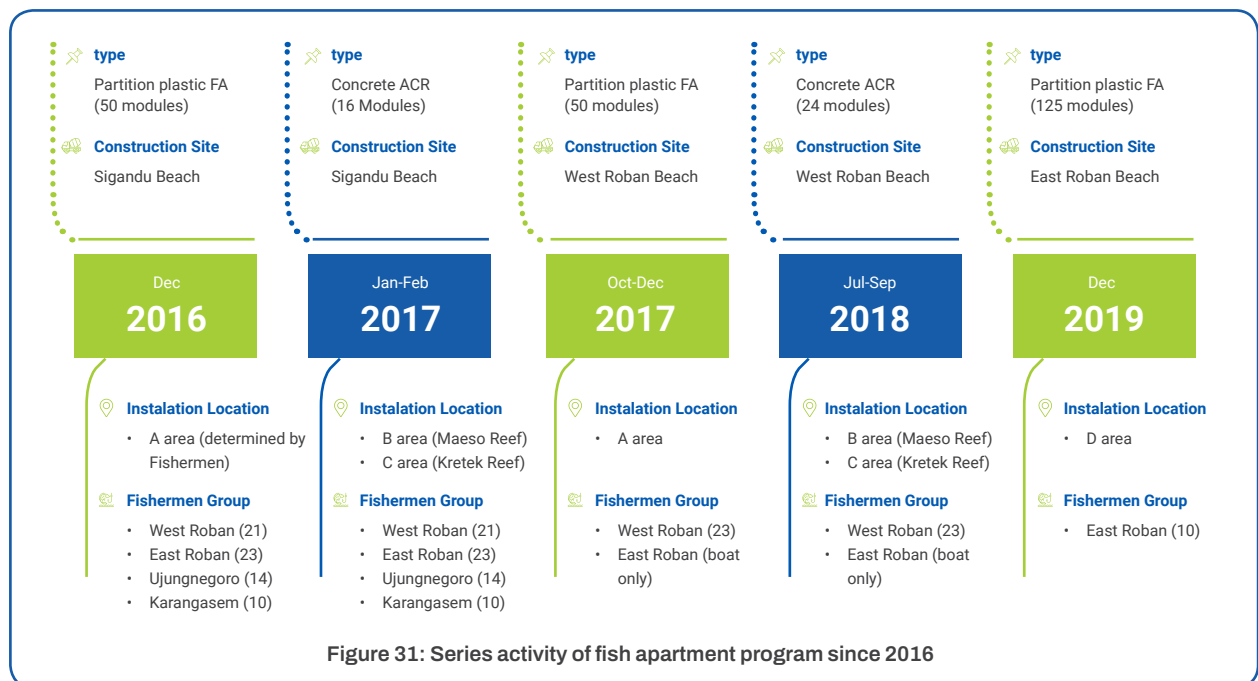 type
Partition plastic FA
(50 modules)
Construction Site
Sigandu Beach
Dec
2016
Instalation Location
• A area (determined by
Fishermen)
Fishermen Group
• West Roban (21)
• East Roban (23)
• Ujungnegoro (14)
• Karangasem (10)
type
Concrete ACR
(16 Modules)
Construction Site
Sigandu Beach
Jan-Feb
2017
Instalation Location
• B area (Maeso Reef)
• C area (Kretek Reef)
Fishermen Group
• West Roban (21)
• East Roban (23)
• Ujungnegoro (14)
• Karangasem (10)
type
Partition plastic FA
(50 modules)
Construction Site
West Roban Beach
Oct-Dec
2017
Instalation Location
• A area
Fishermen Group
• West Roban (23)
• East Roban (boat
only)
type
Concrete ACR
(24 modules)
Construction Site
West Roban Beach
Jul-Sep
2018
Instalation Location
• B area (Maeso Reef)
• C area (Kretek Reef)
Fishermen Group
• West Roban (23)
• East Roban (boat
only)
type
Partition plastic FA
(125 modules)
Construction Site
East Roban Beach
Dec
2019
Instalation Location
• D area
Fishermen Group
• East Roban (10)
Figure 31: Series activity of fish apartment program since 2016